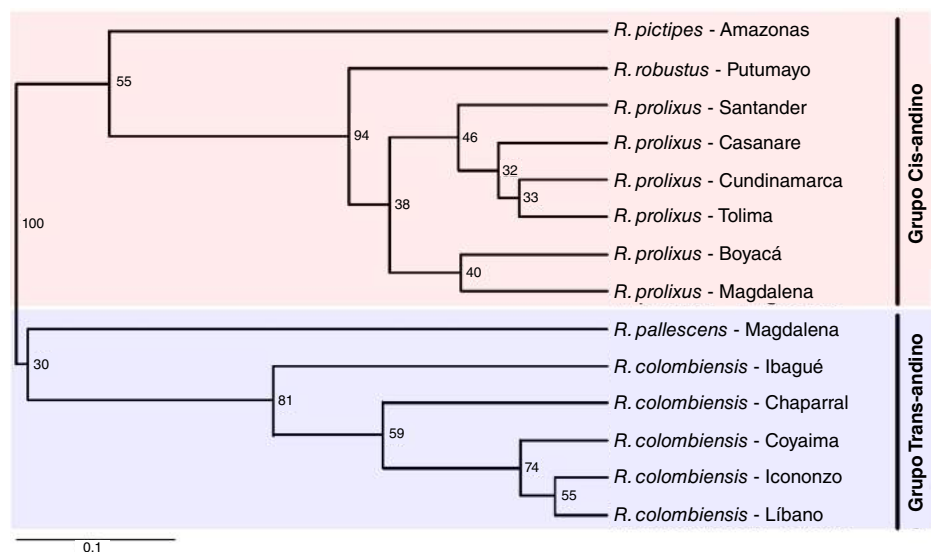 R. pictipes - Amazonas
55
R. robustus - Putumayo
94
R. prolixus - Santander
46
R. prolixus - Casanare
32
R. prolixus - Cundinamarca
33
38
R. prolixus - Tolima
100
R. prolixus - Boyacá
40
R. prolixus - Magdalena
Grupo Cis-andino
R. pallescens - Magdalena
30
R. colombiensis - Ibagué
81
R. colombiensis - Chaparral
59
R. colombiensis - Coyaima
74
R. colombiensis - Icononzo
55
R. colombiensis - Líbano
Grupo Trans-andino
0.1